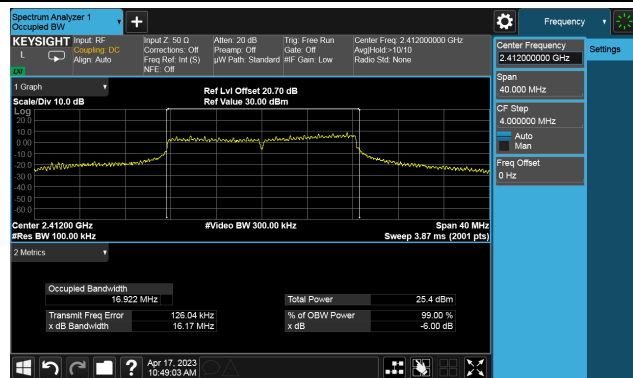 Spectrum Analyzer 1
Occupied BW
Frequency
KEYSIGHT
L
Input: RF
Coupling: DC
Align: Auto
Input Z: 50 Ω
Corrections: Off
Freq Ref: Int (S)
NFE: Off
Atten: 20 dB
Preamp: Off
µW Path: Standard
Trig: Free Run
Gate: Off
#IF Gain: Low
Center Freq: 2.412000000 GHz
Avg|Hold:>10/10
Radio Std: None
LXI
Center Frequency
2.412000000 GHz
Settings
Span
40.000 MHz
CF Step
4.000000 MHz
Auto
Man
Freq Offset
0 Hz
1 Graph
Scale/Div 10.0 dB
Ref Lvl Offset 20.70 dB
Ref Value 30.00 dBm
Log
20.0
10.0
0.00
-10.0
-20.0
-30.0
-40.0
-50.0
-60.0
Center 2.41200 GHz
#Video BW 300.00 kHz
Span 40 MHz
#Res BW 100.00 kHz
Sweep 3.87 ms (2001 pts)
2 Metrics
Occupied Bandwidth
16.922 MHz
Total Power 25.4 dBm
Transmit Freq Error 126.04 kHz
% of OBW Power 99.00 %
x dB Bandwidth 16.17 MHz
x dB -6.00 dB
?
Apr 17, 2023
10:49:03 AM